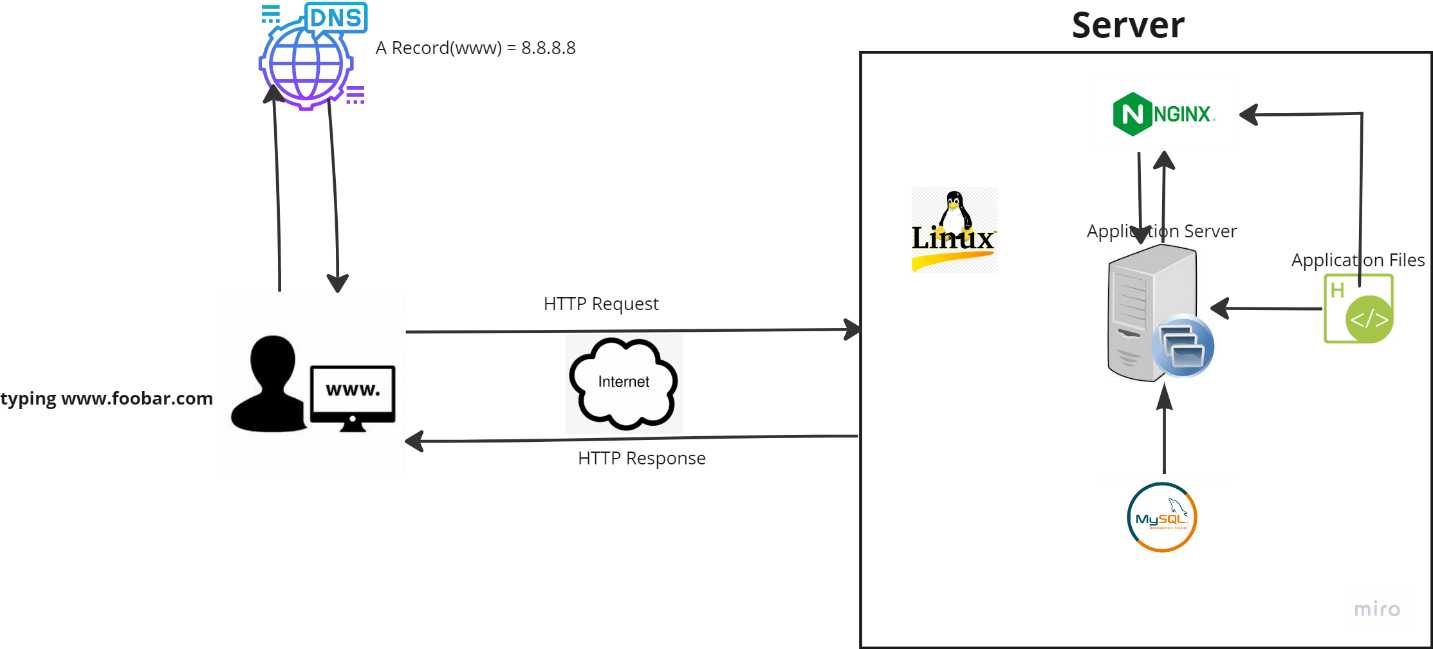 Server
DNS
A Record(www) = 8.8.8.8
N NGINX
Linux
Application Server
Application Files
H
</>
HTTP Request
www.
Internet
typing www.foobar.com
HTTP Response
MySQL
miro